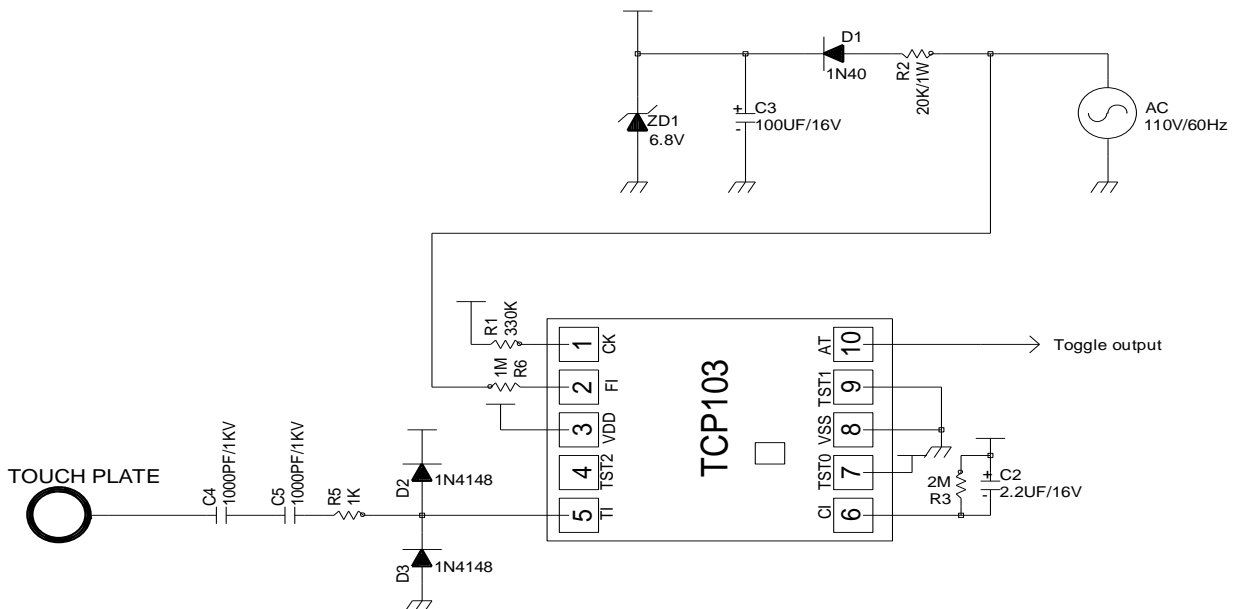 D1
1N40
R2
20K/1W
C3
100UF/16V
+
-
ZD1
6.8V
AC
110V/60Hz
R1
330K
1M
R6
1
CK
2
FI
3
VDD
4
TST2
5
TI
TCP103
AT
10
TST1
9
VSS
8
TST0
7
CI
6
Toggle output
2M
R3
+
-
C2
2.2UF/16V
TOUCH PLATE
C4
1000PF/1KV
C5
1000PF/1KV
R5
1K
D2
1N4148
D3
1N4148